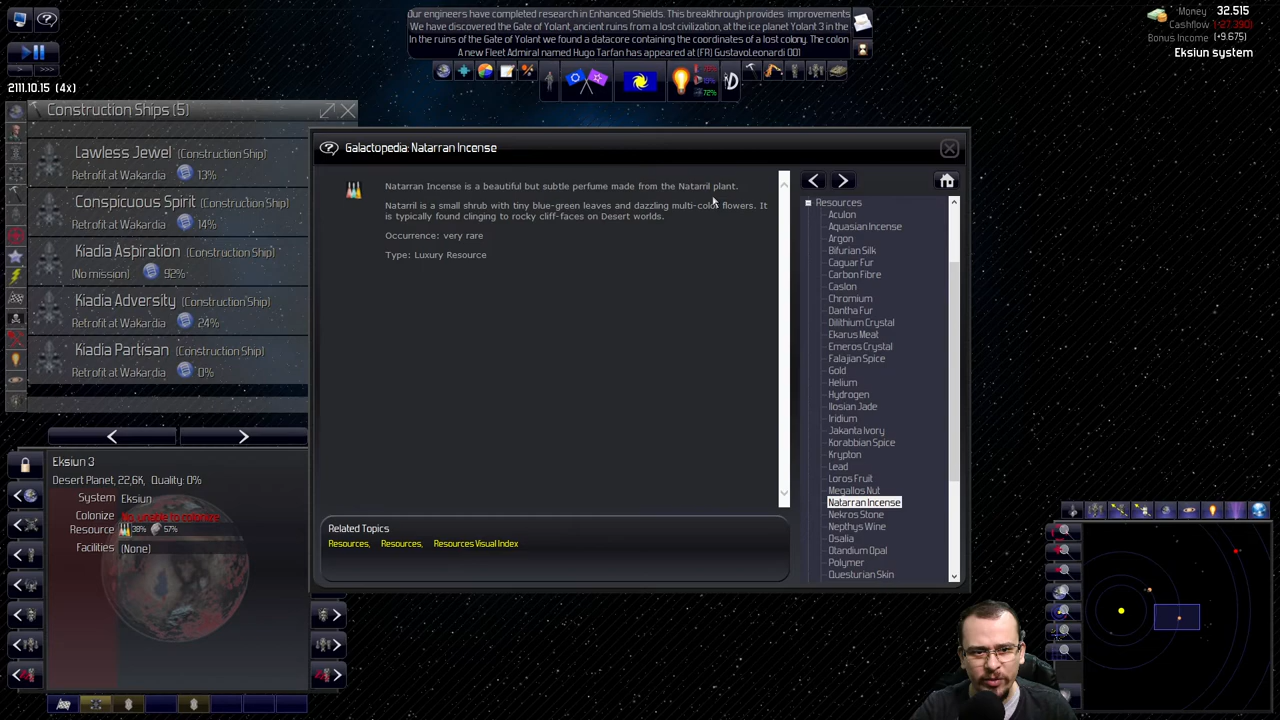 Our engineers have completed research in Enhanced Shields. This breakthrough provides improvements
We have discovered the Gate of Yolant, ancient ruins from a lost civilization, at the ice planet Yolant 3 in the
In the ruins of the Gate of Yolant we found a datacore containing the coordinates of a lost colony. The colon
A new Fleet Admiral named Hugo Tarfan has appeared at (FR) GustavoLeonardi 001
Money 32.515
Cashflow
Bonus Income (+9.675)
Eksiun system
2111.10.15 (4x)
72%
Construction Ships (5)
Lawless Jewel (Construction Ship)
Retrofit at Wakardia 13%
Conspicuous Spirit (Construction Ship)
Retrofit at Wakardia 14%
Kiadia Aspiration (Construction Ship)
(No mission) 92%
Kiadia Adversity (Construction Ship)
Retrofit at Wakardia 24%
Kiadia Partisan (Construction Ship)
Retrofit at Wakardia 0%
Galactopedia: Natarran Incense
Natarran Incense is a beautiful but subtle perfume made from the Natarril plant.
Natarril is a small shrub with tiny blue-green leaves and dazzling multi-color flowers. It
is typically found clinging to rocky cliff-faces on Desert worlds.
Occurrence: very rare
Type: Luxury Resource
Related Topics
Resources, Resources, Resources Visual Index
Resources
Aculon
Aquasian Incense
Argon
Bifurian Silk
Caguar Fur
Carbon Fibre
Caslon
Chromium
Dantha Fur
Dilithium Crystal
Ekarus Meat
Emeros Crystal
Falajian Spice
Gold
Helium
Hydrogen
Ilosian Jade
Iridium
Jakanta Ivory
Korabbian Spice
Krypton
Lead
Loros Fruit
Megallos Nut
Natarran Incense
Nekros Stone
Nepthys Wine
Osalia
Otandium Opal
Polymer
Questurian Skin
Eksiun 3
Desert Planet, 22,6K, Quality: 0%
System Eksiun
Colonize No, unable to colonize
Resource 38% 57%
Facilities (None)